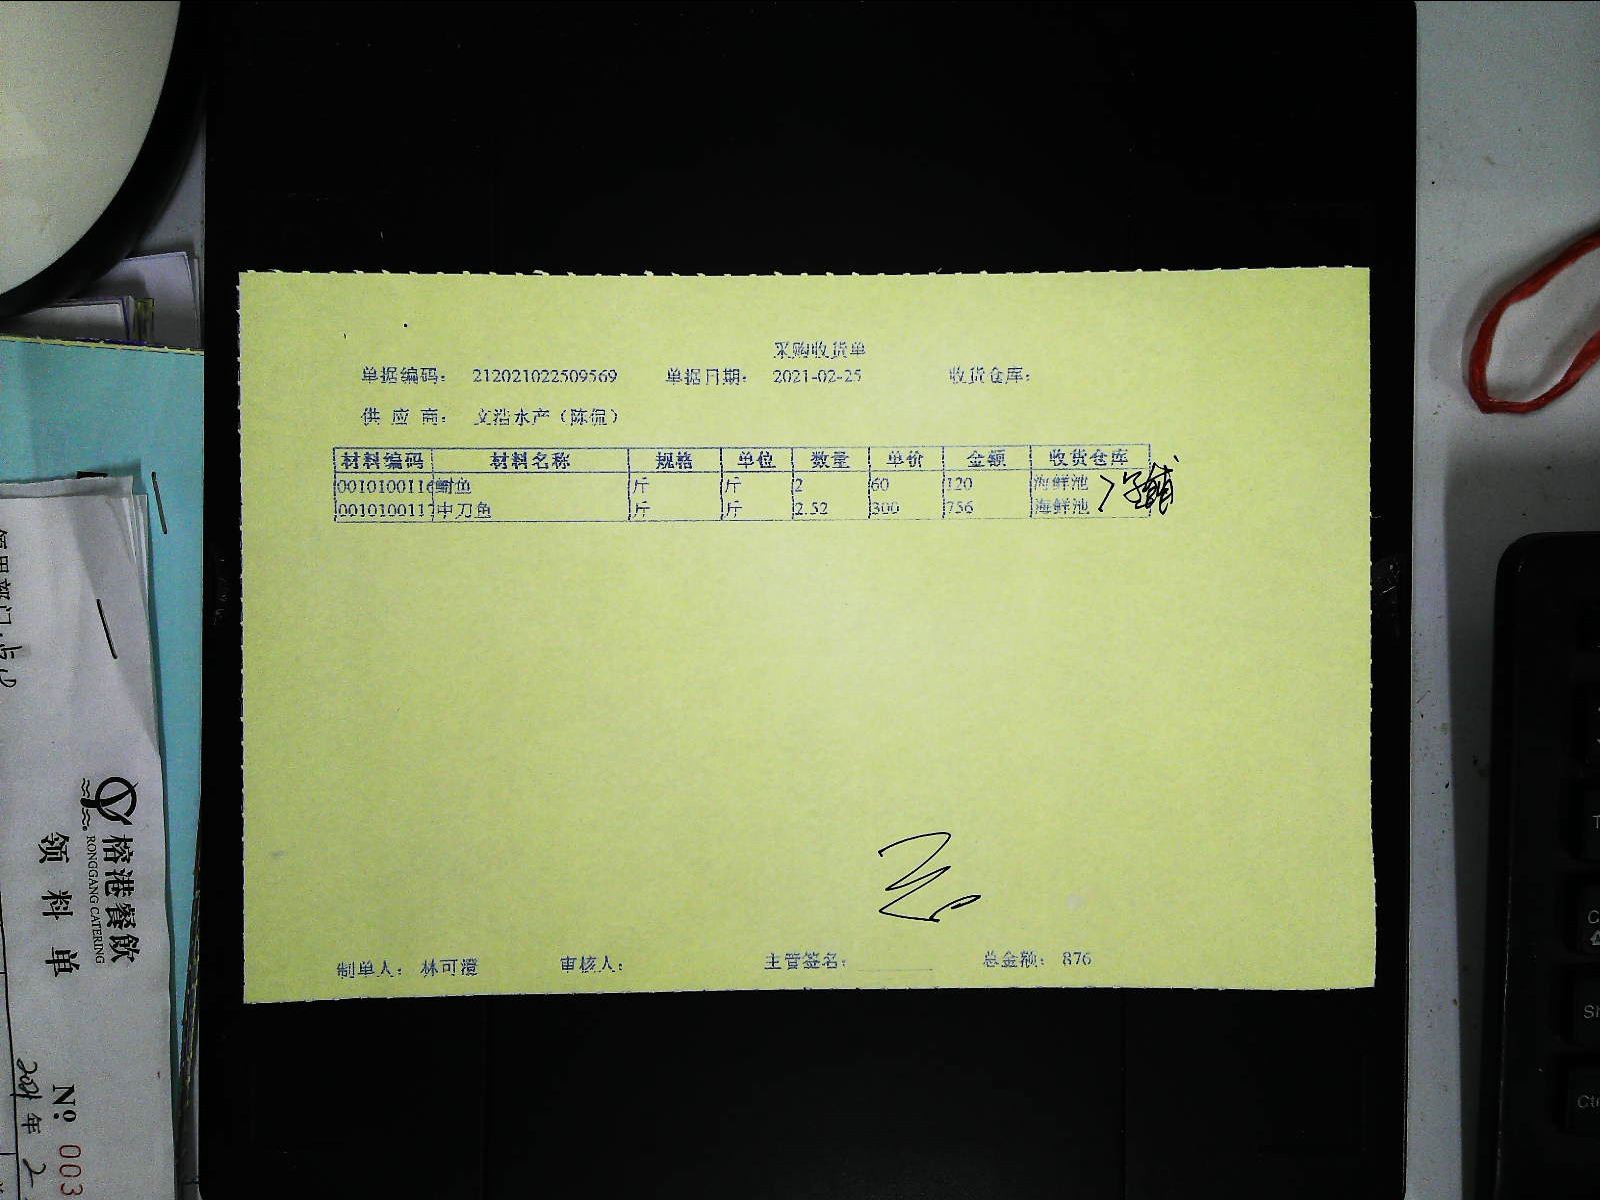 采购收货单
单据编码： 212021022509569 单据日期： 2021-02-25 收货仓库：
供 应 商： 文浩水产（陈侃）
材料编码 材料名称 规格 单位 数量 单价 金额 收货仓库
0010100116 鲥鱼 斤 斤 2 60 120 海鲜池
0010100117 中刀鱼 斤 斤 2.52 300 756 海鲜池
制单人： 林可澄 审核人： 主管签名： 总金额： 876
榕港餐飲
RONGGANG CATERING
领 料 单
Nº 003
2021 年 2